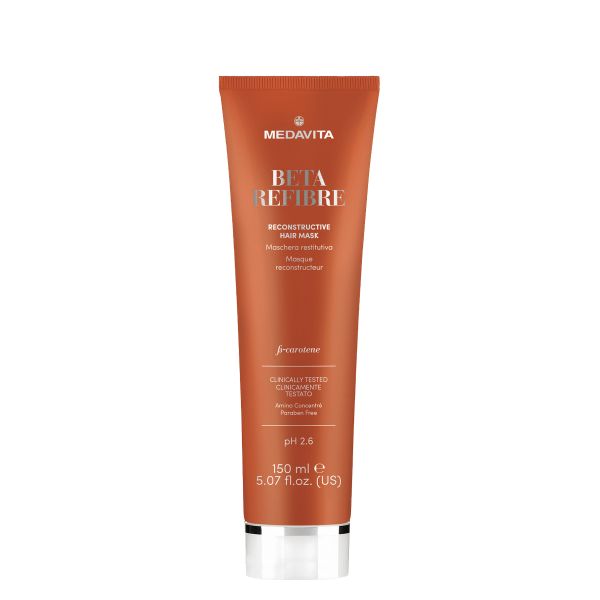 MEDAVITA
BETA
REFIBRE
RECONSTRUCTIVE
HAIR MASK
Maschera restitutiva
Masque
reconstructeur
β-carotene
CLINICALLY TESTED
CLINICAMENTE
TESTATO
Amino Concentré
Paraben Free
pH 2.6
150 ml ℮
5.07 fl.oz. (US)